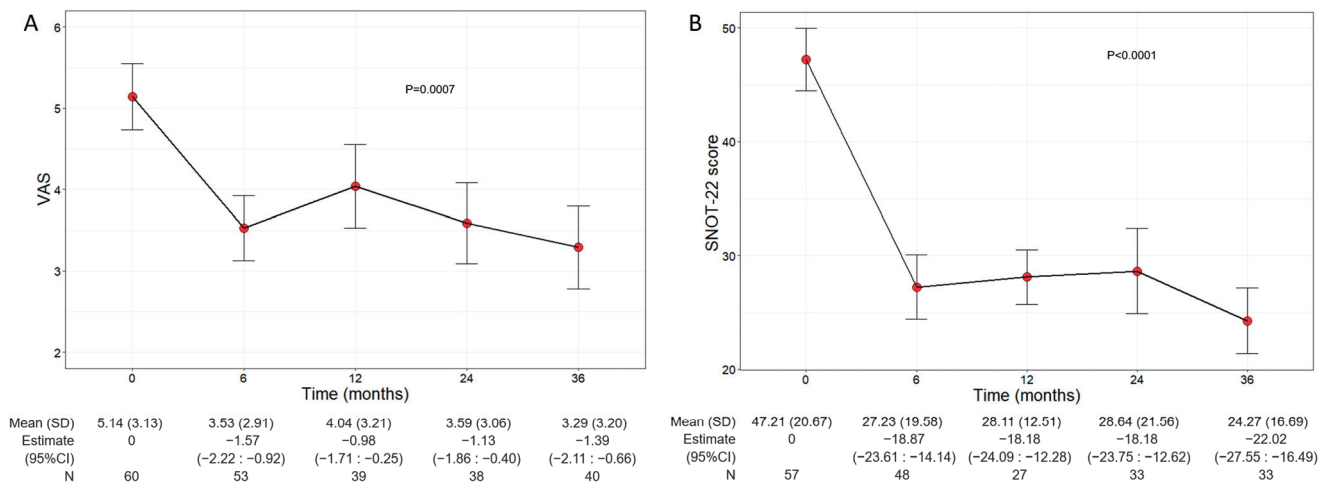 A
6
5
4
3
2
VAS
P=0.0007
0 6 12 24 36
Time (months)
Mean (SD) 5.14 (3.13) 3.53 (2.91) 4.04 (3.21) 3.59 (3.06) 3.29 (3.20)
Estimate 0 −1.57 −0.98 −1.13 −1.39
(95%CI) (−2.22 : −0.92) (−1.71 : −0.25) (−1.86 : −0.40) (−2.11 : −0.66)
N 60 53 39 38 40
B
50
40
30
20
SNOT-22 score
P<0.0001
0 6 12 24 36
Time (months)
Mean (SD) 47.21 (20.67) 27.23 (19.58) 28.11 (12.51) 28.64 (21.56) 24.27 (16.69)
Estimate 0 −18.87 −18.18 −18.18 −22.02
(95%CI) (−23.61 : −14.14) (−24.09 : −12.28) (−23.75 : −12.62) (−27.55 : −16.49)
N 57 48 27 33 33